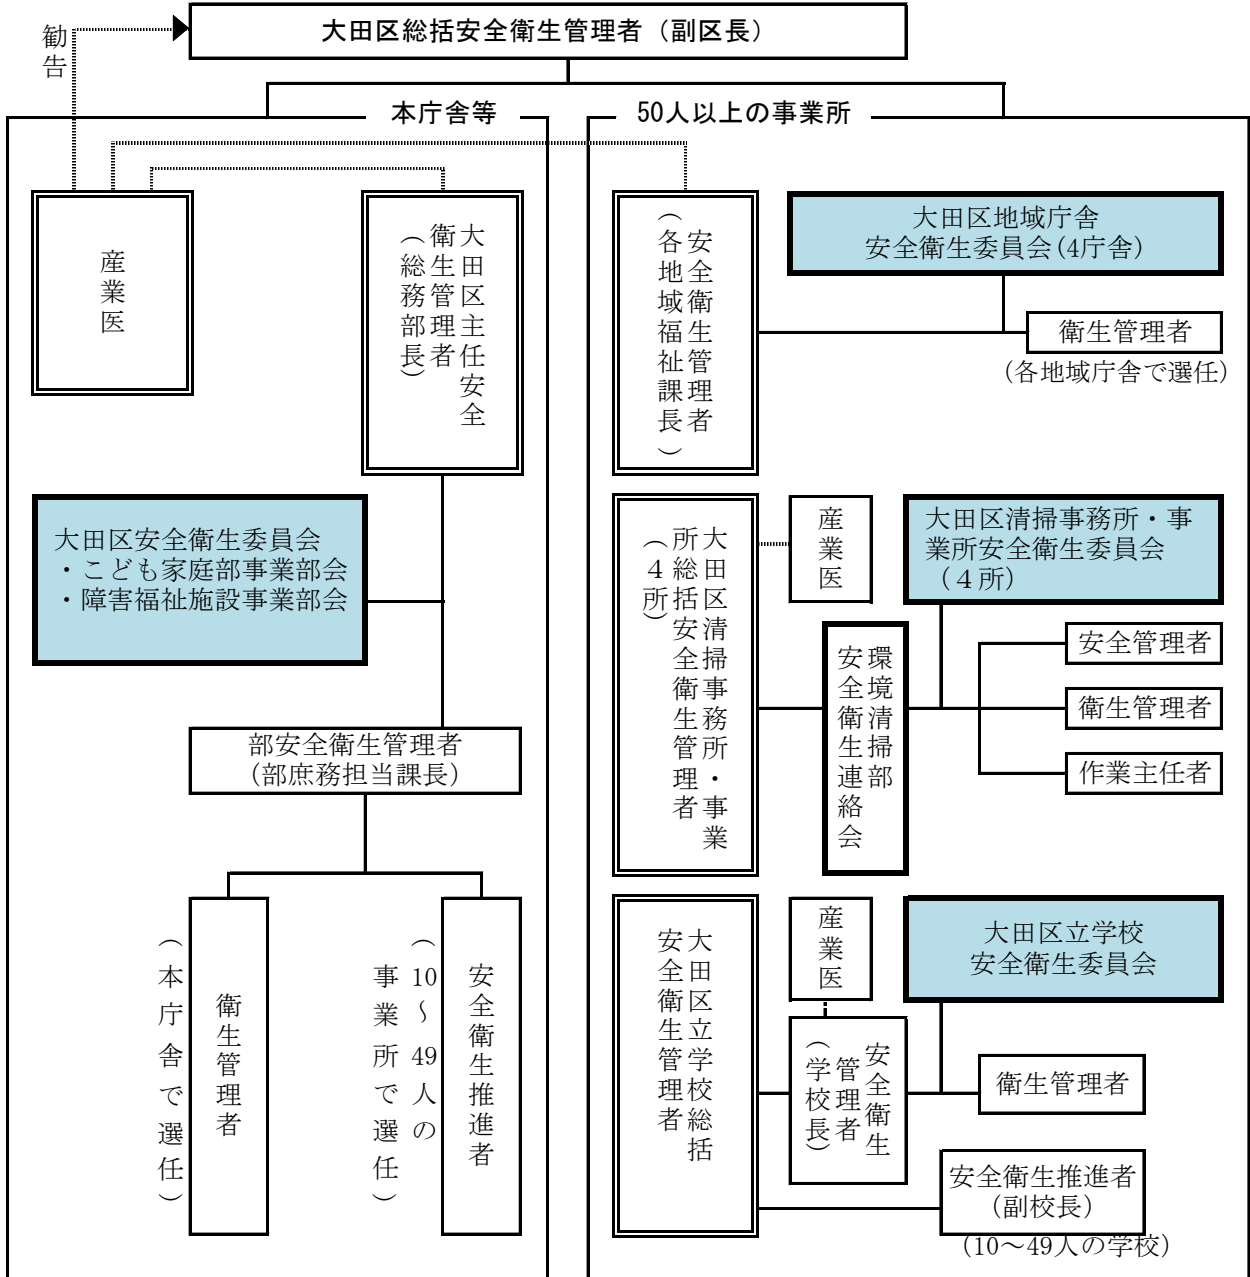 大田区総括安全衛生管理者（副区長）
勧告
本庁舎等
50人以上の事業所
産業医
大田区主任安全
衛生管理者
（総務部長）
大田区安全衛生委員会
・こども家庭部事業部会
・障害福祉施設事業部会
部安全衛生管理者
（部庶務担当課長）
衛生管理者
（本庁舎で選任）
安全衛生推進者
（10～49人の
事業所で選任）
安全衛生管理者
（各地域福祉課長）
大田区地域庁舎
安全衛生委員会(4庁舎)
衛生管理者
(各地域庁舎で選任)
大田区清掃事務所・事業
所総括安全衛生管理者
（４所）
産業医
大田区清掃事務所・事
業所安全衛生委員会
（４所）
環境清掃部
安全衛生連絡会
安全管理者
衛生管理者
作業主任者
大田区立学校総括
安全衛生管理者
産業医
安全衛生
管理者
（学校長）
大田区立学校
安全衛生委員会
衛生管理者
安全衛生推進者
（副校長）
（10～49人の学校）